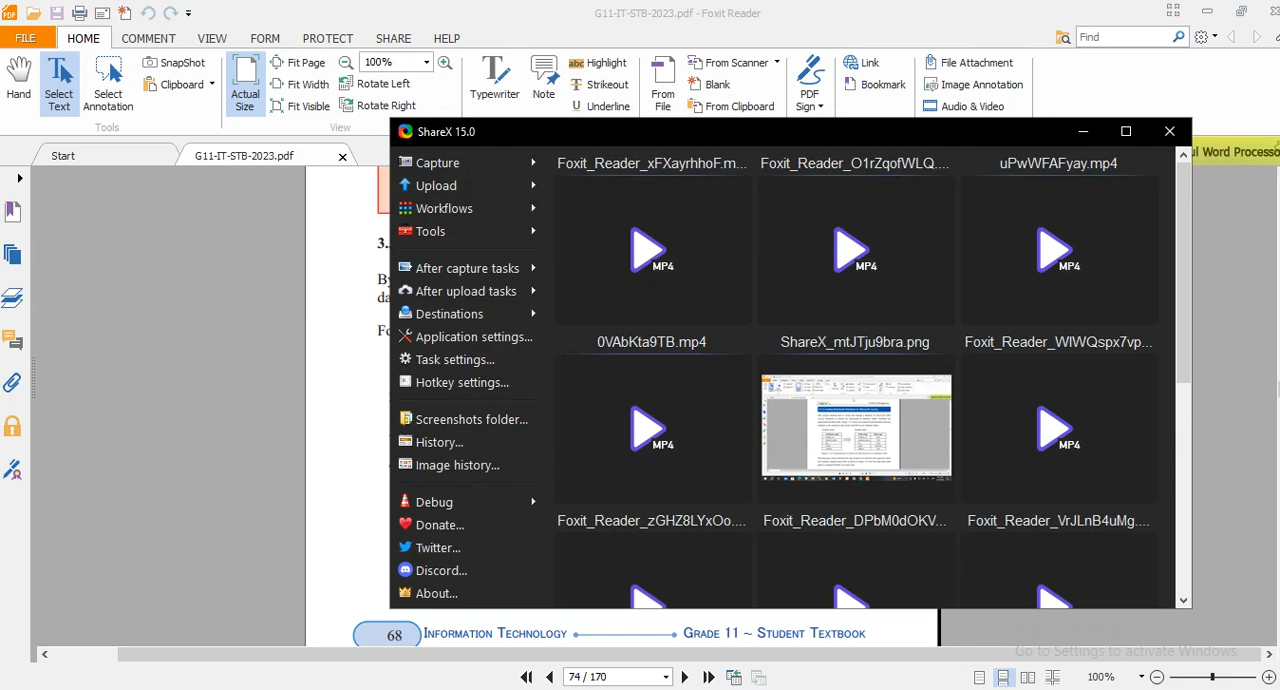 G11-IT-STB-2023.pdf - Foxit Reader
FILE
HOME
COMMENT
VIEW
FORM
PROTECT
SHARE
HELP
Find
Hand
Select Text
Select Annotation
SnapShot
Clipboard
Tools
Actual Size
Fit Page
Fit Width
Fit Visible
100%
Rotate Left
Rotate Right
View
Typewriter
Note
Highlight
Strikeout
Underline
From File
From Scanner
Blank
From Clipboard
PDF Sign
Link
Bookmark
File Attachment
Image Annotation
Audio & Video
Start
G11-IT-STB-2023.pdf
ul Word Processo
ShareX 15.0
Capture
Upload
Workflows
Tools
After capture tasks
After upload tasks
Destinations
Application settings...
Task settings...
Hotkey settings...
Screenshots folder...
History...
Image history...
Debug
Donate...
Twitter...
Discord...
About...
Foxit_Reader_xFXayrhhoF.m...
Foxit_Reader_O1rZqofWLQ....
uPwWFAFyay.mp4
MP4
MP4
MP4
0VAbKta9TB.mp4
ShareX_mtJTju9bra.png
Foxit_Reader_WIWQspx7vp...
MP4
MP4
Foxit_Reader_zGHZ8LYxOo....
Foxit_Reader_DPbM0dOKV...
Foxit_Reader_VrJLnB4uMg....
3.
By
da
Fo
68
INFORMATION TECHNOLOGY
GRADE 11 ~ STUDENT TEXTBOOK
Go to Settings to activate Windows.
74 / 170
100%